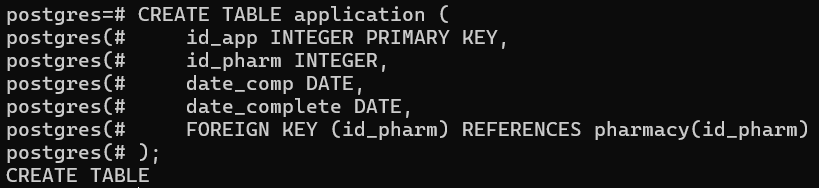 postgres=# CREATE TABLE application (
postgres(#     id_app INTEGER PRIMARY KEY,
postgres(#     id_pharm INTEGER,
postgres(#     date_comp DATE,
postgres(#     date_complete DATE,
postgres(#     FOREIGN KEY (id_pharm) REFERENCES pharmacy(id_pharm)
postgres(# );
CREATE TABLE